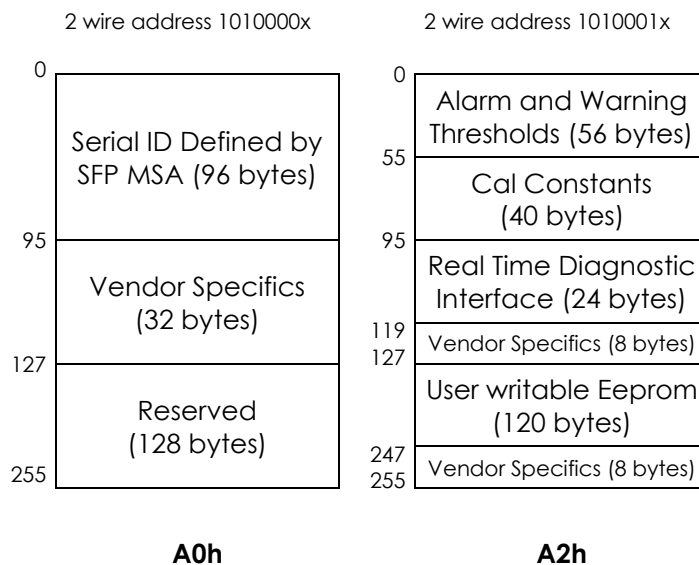 2 wire address 1010000x
0
Serial ID Defined by
SFP MSA (96 bytes)
95
Vendor Specifics
(32 bytes)
127
Reserved
(128 bytes)
255
A0h
2 wire address 1010001x
0
Alarm and Warning
Thresholds (56 bytes)
55
Cal Constants
(40 bytes)
95
Real Time Diagnostic
Interface (24 bytes)
119
Vendor Specifics (8 bytes)
127
User writable Eeprom
(120 bytes)
247
Vendor Specifics (8 bytes)
255
A2h